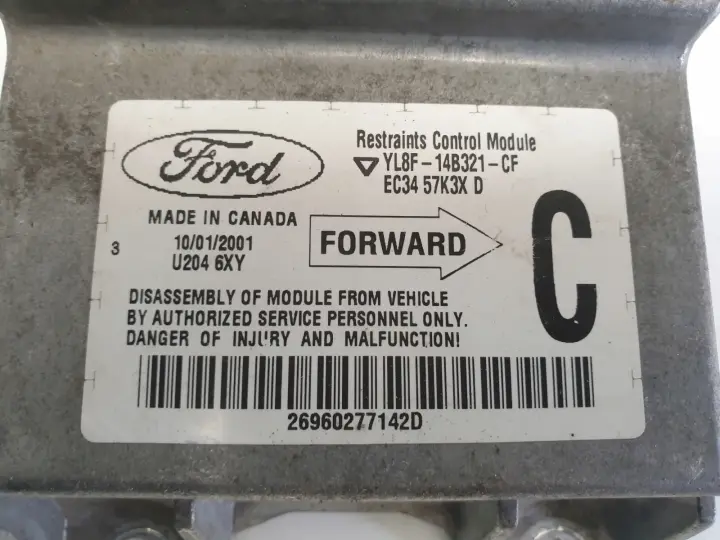 Ford
Restraints Control Module
YL8F-14B321-CF
EC34 57K3X D
MADE IN CANADA
3
10/01/2001
U204 6XY
FORWARD
C
DISASSEMBLY OF MODULE FROM VEHICLE
BY AUTHORIZED SERVICE PERSONNEL ONLY.
DANGER OF INJURY AND MALFUNCTION!
26960277142D